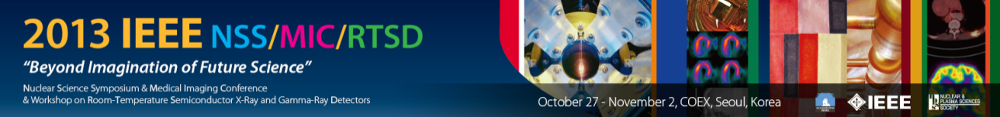 2013 IEEE NSS/MIC/RTSD
“Beyond Imagination of Future Science”
Nuclear Science Symposium & Medical Imaging Conference
& Workshop on Room-Temperature Semiconductor X-Ray and Gamma-Ray Detectors
October 27 - November 2, COEX, Seoul, Korea
IEEE
NUCLEAR &
PLASMA SCIENCES
SOCIETY